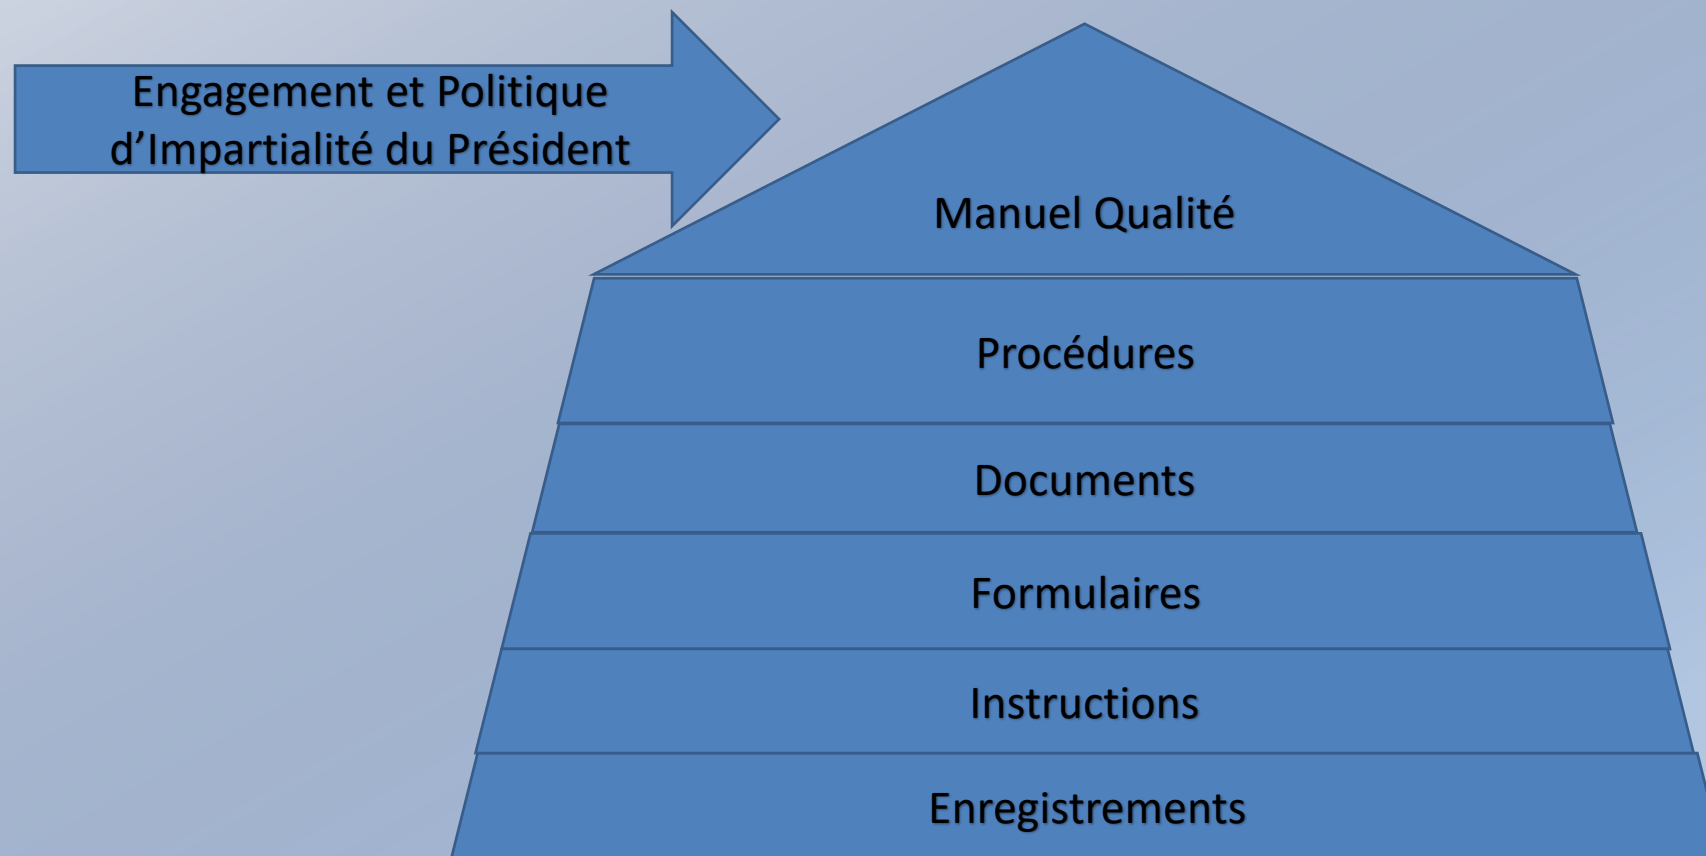 Engagement et Politique
d’Impartialité du Président
Manuel Qualité
Procédures
Documents
Formulaires
Instructions
Enregistrements